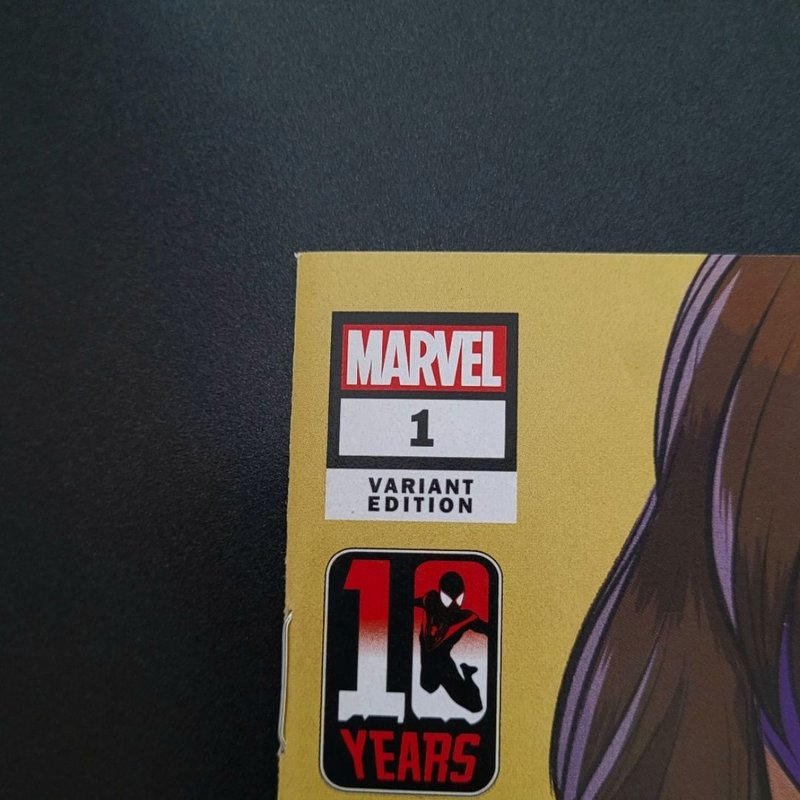 MARVEL
1
VARIANT
EDITION
10
YEARS